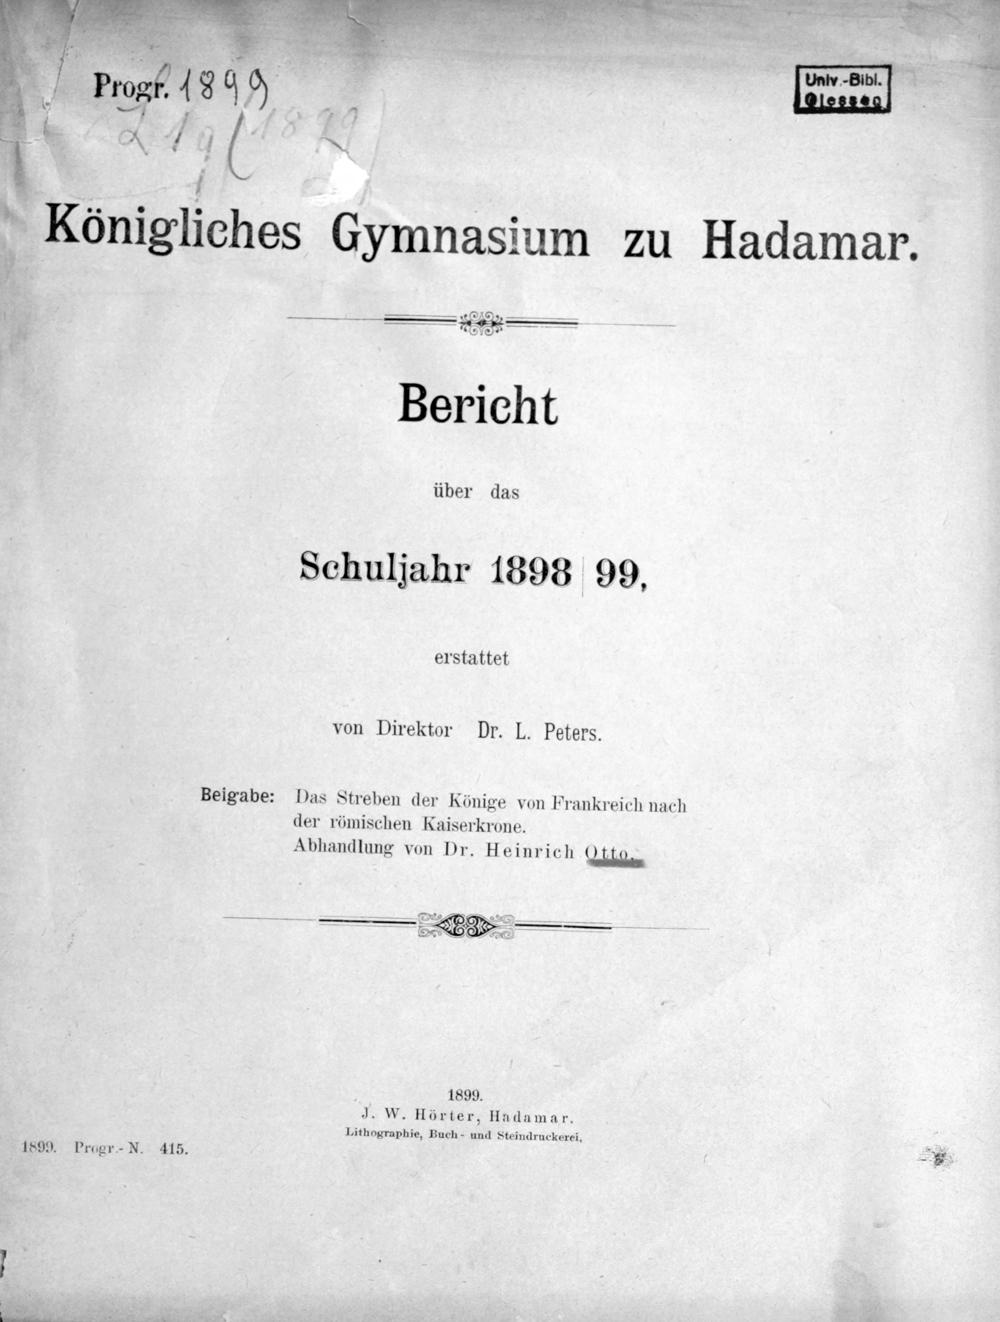 Progr. 1899
Univ.-Bibl.
Giessen
Z 19 (1899
Königliches Gymnasium zu Hadamar.
Bericht
über das
Schuljahr 1898|99,
erstattet
von Direktor Dr. L. Peters.
Beigabe: Das Streben der Könige von Frankreich nach
der römischen Kaiserkrone.
Abhandlung von Dr. Heinrich Otto.
1899.
J. W. Hörter, Hadamar.
Lithographie, Buch- und Steindruckerei,
1899. Progr.-N. 415.